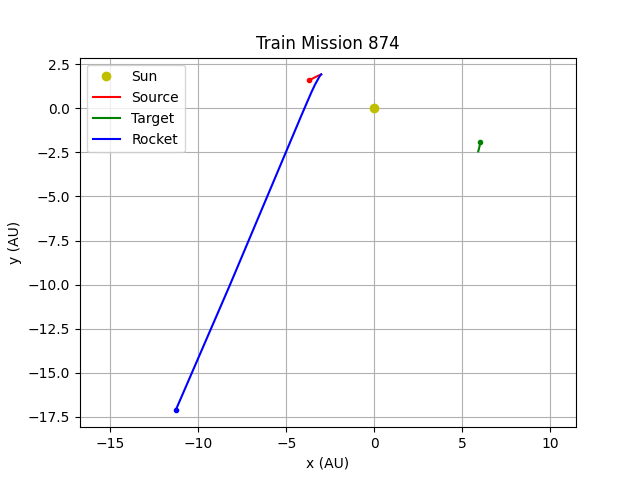 Train Mission 874
Sun
Source
Target
Rocket
2.5
0.0
−2.5
−5.0
−7.5
−10.0
−12.5
−15.0
−17.5
y (AU)
−15
−10
−5
0
5
10
x (AU)